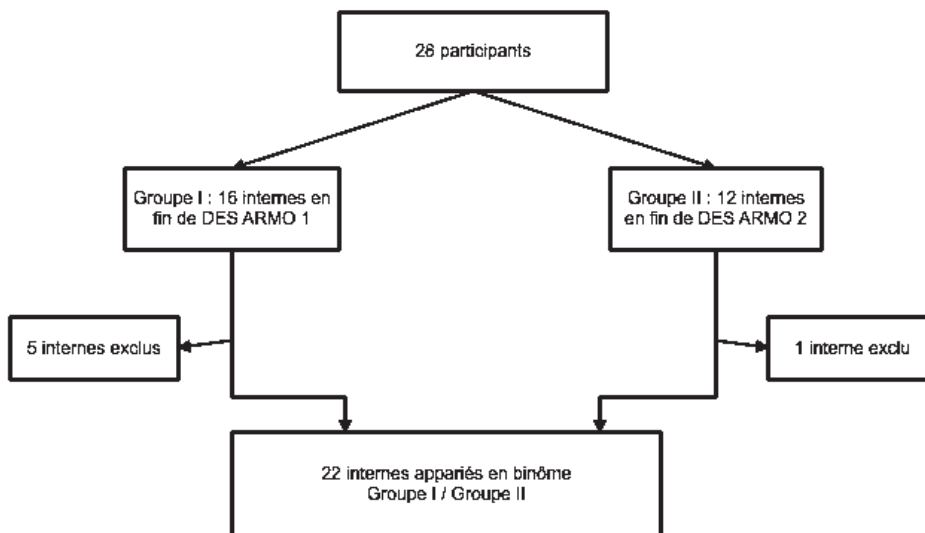 28 participants
Groupe I : 16 internes en
fin de DES ARMO 1
Groupe II : 12 internes
en fin de DES ARMO 2
5 internes exclus
1 interne exclu
22 internes appariés en binôme
Groupe I / Groupe II